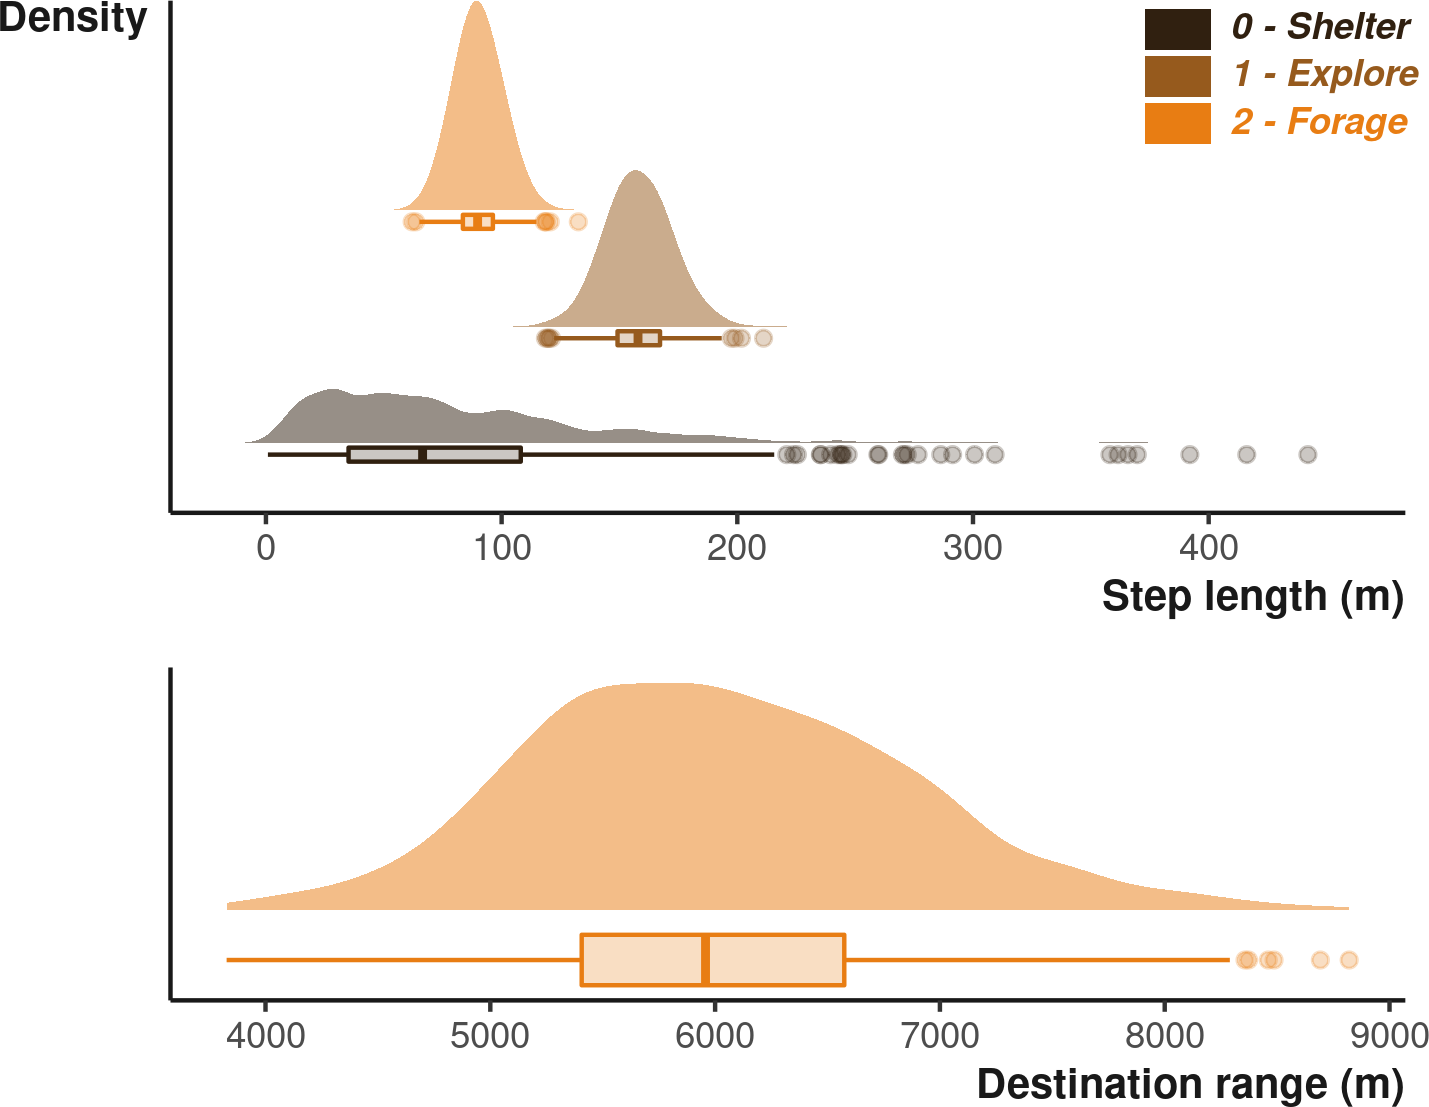 Density
0 - Shelter
1 - Explore
2 - Forage
0 100 200 300 400
Step length (m)
4000 5000 6000 7000 8000 9000
Destination range (m)